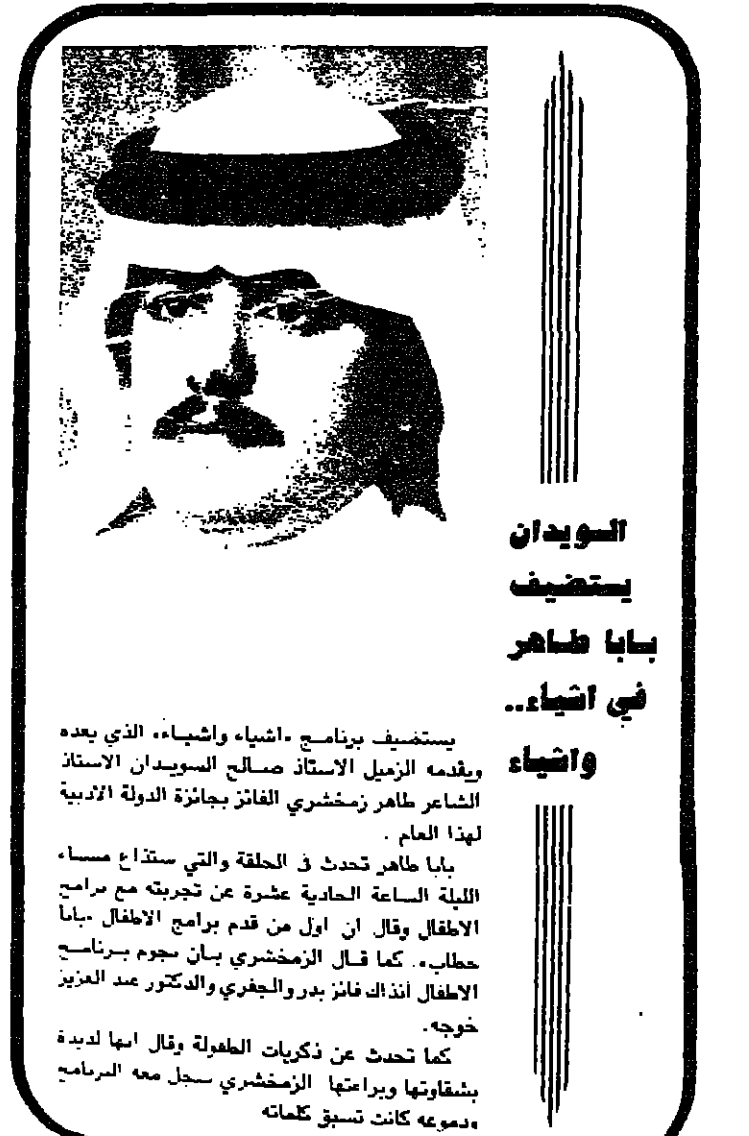 السويدان
يستضيف
بابا طاهر
في اشياء..
واشياء
يستضيف برنامج «اشياء واشياء» الذي يعده
ويقدمه الزميل الاستاذ صالح السويدان الاستاذ
الشاعر طاهر زمخشري الفائز بجائزة الدولة الادبية
لهذا العام .
بابا طاهر تحدث في الحلقة والتي ستذاع مساء
الليلة الساعة الحادية عشرة عن تجربته مع برامج
الاطفال وقال ان اول من قدم برامج الاطفال «بابا
حطاب». كما قال الزمخشري بان نجوم برنامج
الاطفال آنذاك فائز بدر والجفري والدكتور عبد العزيز
خوجه.
كما تحدث عن ذكريات الطفولة وقال انها لذيذة
بشقاوتها وبراعتها الزمخشري سجل معه البرنامج
ودموعه كانت تسبق كلماته